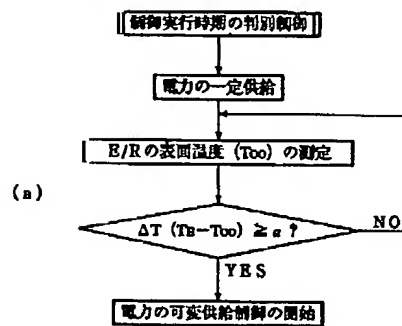 制御実行時期の判別制御
電力の一定供給
E/Rの表面温度 (Too) の測定
(a)
ΔT (TB−Too) ≧ α ?
NO
YES
電力の可変供給制御の開始